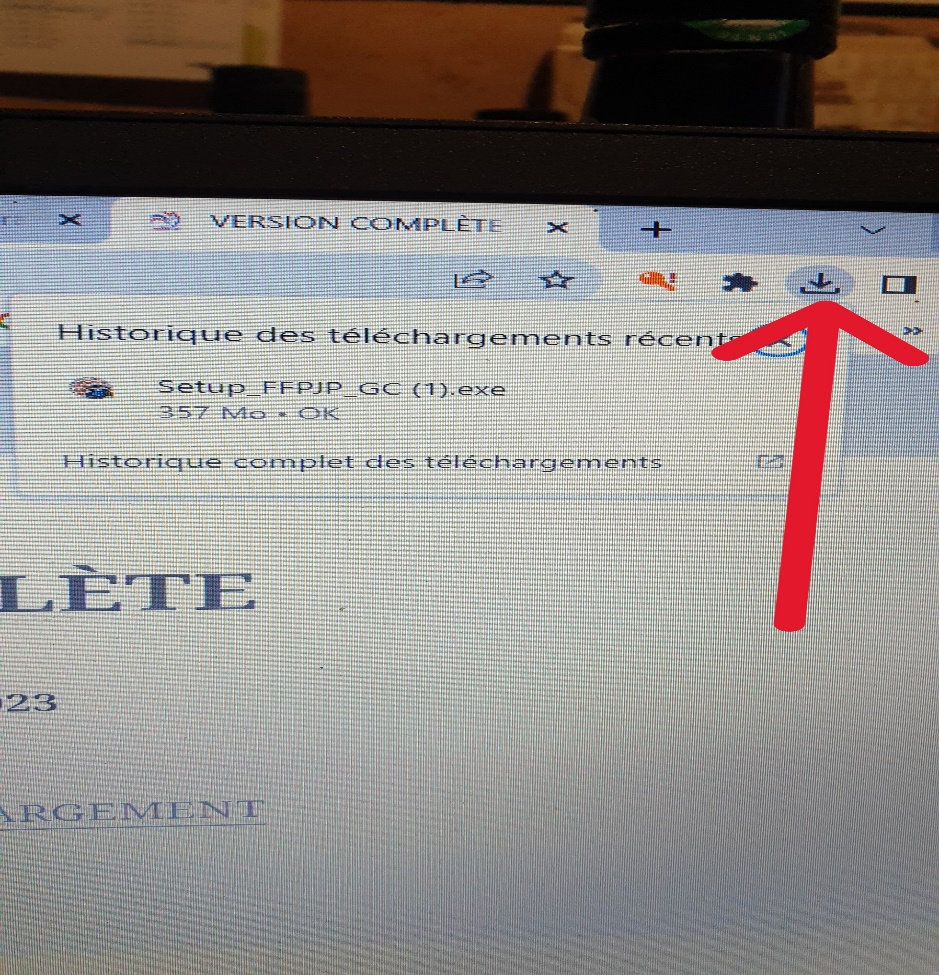 VERSION COMPLÈTE
Historique des téléchargements récents
Setup_FFPJP_GC (1).exe
357 Mo • OK
Historique complet des téléchargements
LÈTE
023
ARGEMENT